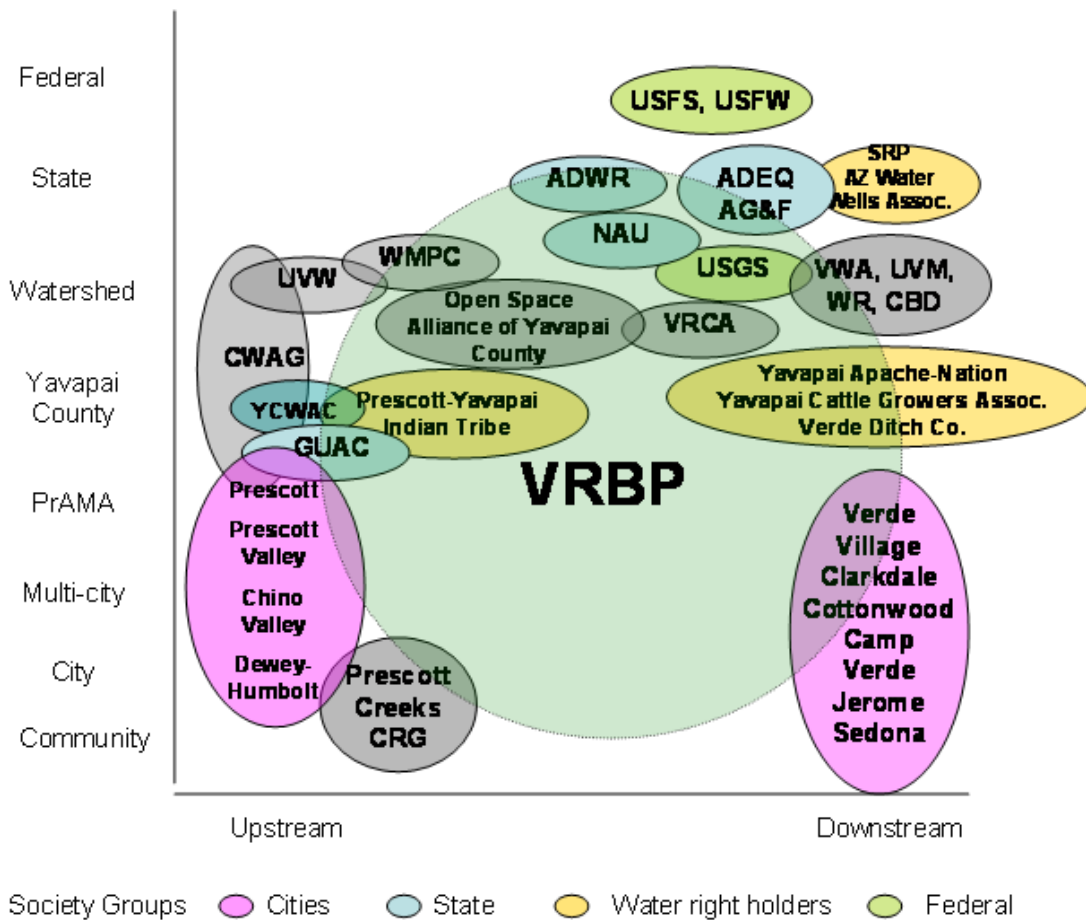 Federal
USFS, USFW
State
ADWR
ADEQ
AG&F
SRP
AZ Water
Wells Assoc.
NAU
WMPC
UVW
USGS
Watershed
VWA, UVM,
WR, CBD
Open Space
Alliance of Yavapai
County
VRCA
CWAG
Yavapai
County
YCWAC
Prescott-Yavapai
Indian Tribe
Yavapai Apache-Nation
Yavapai Cattle Growers Assoc.
Verde Ditch Co.
GUAC
VRBP
PrAMA
Prescott
Prescott
Valley
Chino
Valley
Dewey-
Humbolt
Verde
Village
Clarkdale
Cottonwood
Camp
Verde
Jerome
Sedona
Multi-city
City
Prescott
Creeks
CRG
Community
Upstream
Downstream
Society Groups
Cities
State
Water right holders
Federal